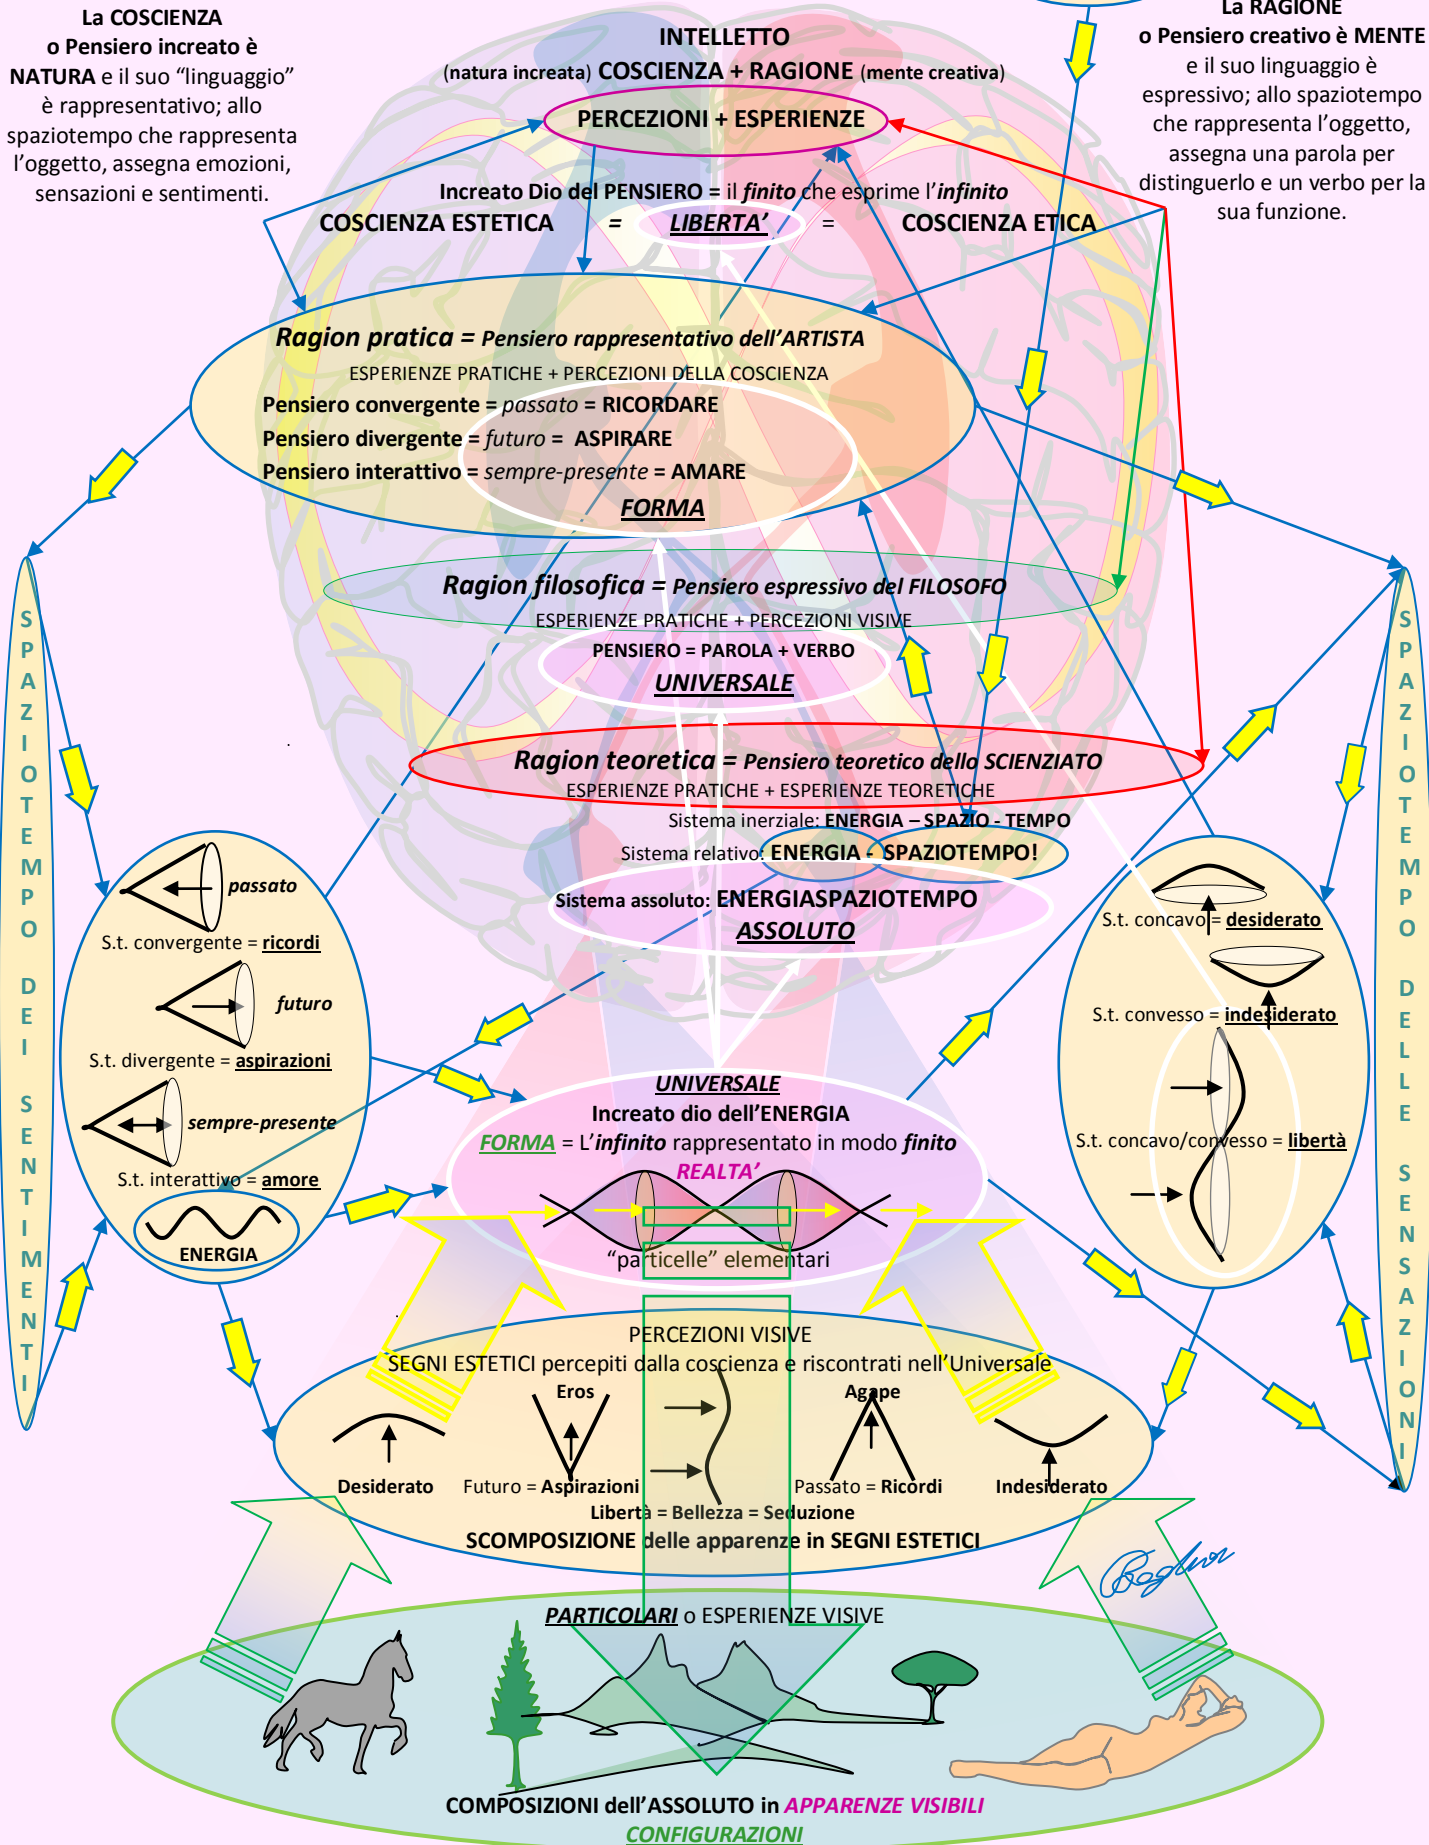 La COSCIENZA
o Pensiero increato è
NATURA e il suo “linguaggio”
è rappresentativo; allo
spaziotempo che rappresenta
l’oggetto, assegna emozioni,
sensazioni e sentimenti.
La RAGIONE
o Pensiero creativo è MENTE
e il suo linguaggio è
espressivo; allo spaziotempo
che rappresenta l’oggetto,
assegna una parola per
distinguerlo e un verbo per la
sua funzione.
INTELLETTO
(natura increata) COSCIENZA + RAGIONE (mente creativa)
PERCEZIONI + ESPERIENZE
Increato Dio del PENSIERO = il finito che esprime l’infinito
COSCIENZA ESTETICA = LIBERTA’ = COSCIENZA ETICA
Ragion pratica = Pensiero rappresentativo dell’ARTISTA
ESPERIENZE PRATICHE + PERCEZIONI DELLA COSCIENZA
Pensiero convergente = passato = RICORDARE
Pensiero divergente = futuro = ASPIRARE
Pensiero interattivo = sempre-presente = AMARE
FORMA
Ragion filosofica = Pensiero espressivo del FILOSOFO
ESPERIENZE PRATICHE + PERCEZIONI VISIVE
PENSIERO = PAROLA + VERBO
UNIVERSALE
Ragion teoretica = Pensiero teoretico dello SCIENZIATO
ESPERIENZE PRATICHE + ESPERIENZE TEORETICHE
Sistema inerziale: ENERGIA – SPAZIO - TEMPO
Sistema relativo: ENERGIA - SPAZIOTEMPO!
Sistema assoluto: ENERGIASPAZIOTEMPO
ASSOLUTO
SPAZIOTEMPO DEI SENTIMENTI
passato
S.t. convergente = ricordi
futuro
S.t. divergente = aspirazioni
sempre-presente
S.t. interattivo = amore
ENERGIA
S.t. concavo = desiderato
S.t. convesso = indesiderato
S.t. concavo/convesso = libertà
SPAZIOTEMPO DELLE SENSAZIONI
UNIVERSALE
Increato dio dell’ENERGIA
FORMA = L’infinito rappresentato in modo finito
REALTA’
“particelle” elementari
PERCEZIONI VISIVE
SEGNI ESTETICI percepiti dalla coscienza e riscontrati nell’Universale
Eros
Agape
Desiderato
Futuro = Aspirazioni
Passato = Ricordi
Indesiderato
Libertà = Bellezza = Seduzione
SCOMPOSIZIONE delle apparenze in SEGNI ESTETICI
PARTICOLARI o ESPERIENZE VISIVE
COMPOSIZIONI dell’ASSOLUTO in APPARENZE VISIBILI
CONFIGURAZIONI